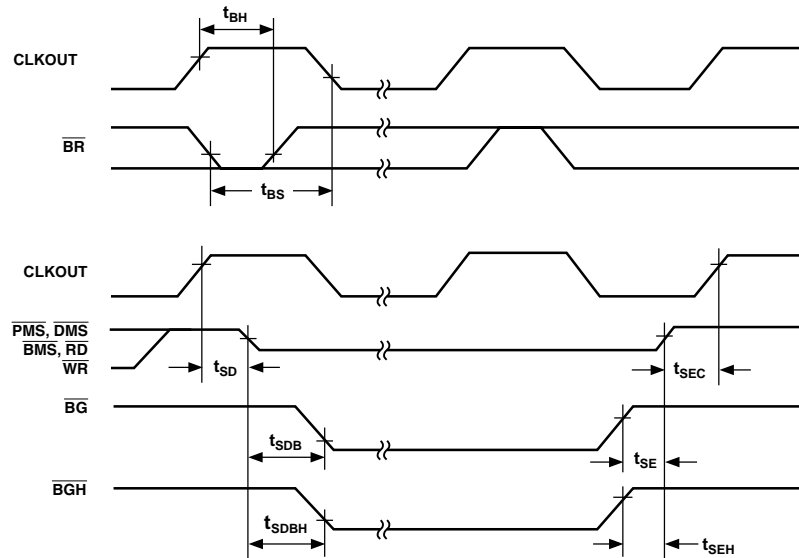 tBH
CLKOUT
BR
tBS
CLKOUT
PMS, DMS
BMS, RD
WR
tSD
tSEC
BG
tSDB
tSE
BGH
tSDBH
tSEH